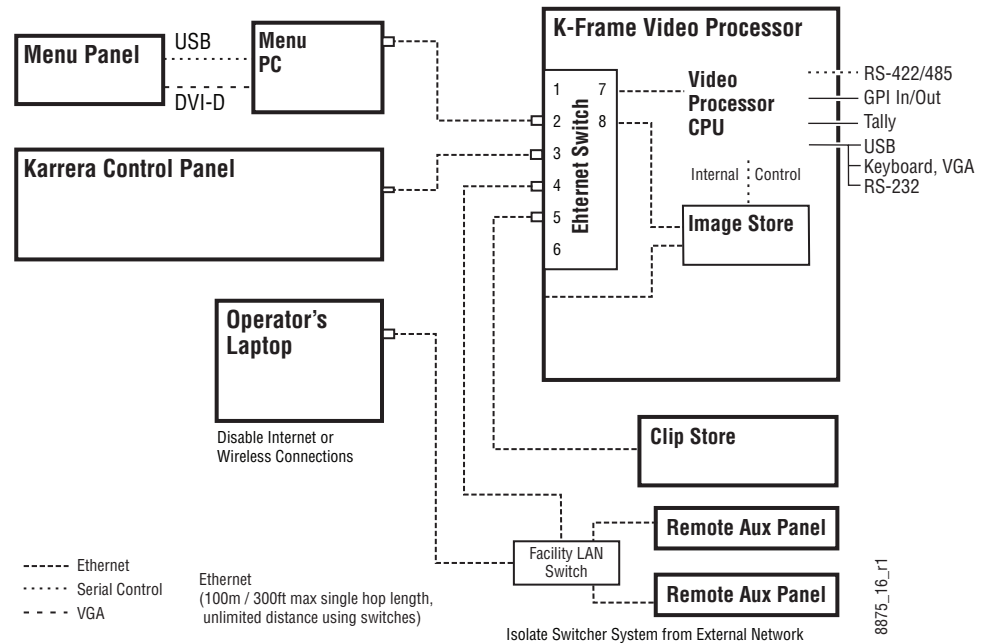 K-Frame Video Processor
Menu Panel
USB
DVI-D
Menu
PC
1
2
3
4
5
6
7
8
Ehternet Switch
Video
Processor
CPU
RS-422/485
GPI In/Out
Tally
USB
Keyboard, VGA
RS-232
Internal
Control
Image Store
Karrera Control Panel
Operator's
Laptop
Disable Internet or
Wireless Connections
Clip Store
Remote Aux Panel
Facility LAN
Switch
Remote Aux Panel
Ethernet
Serial Control
VGA
Ethernet
(100m / 300ft max single hop length,
unlimited distance using switches)
Isolate Switcher System from External Network
8875_16_r1